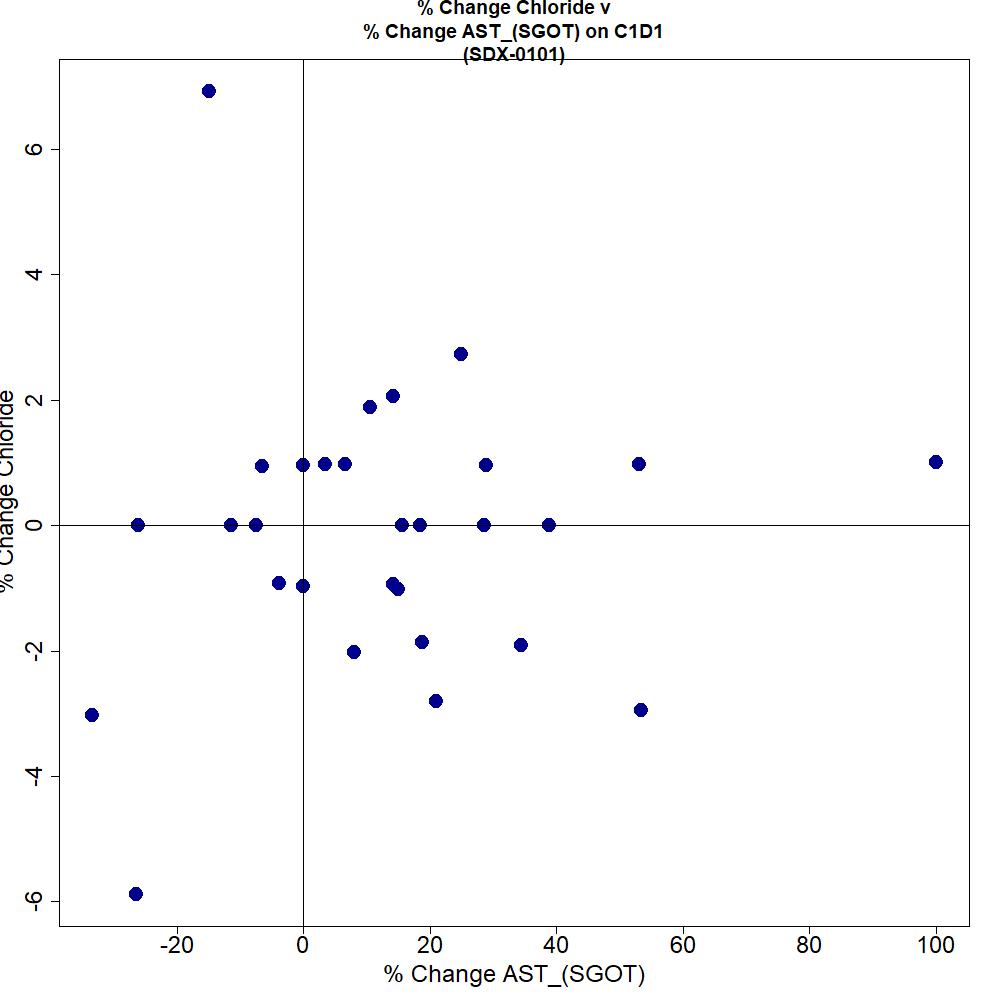 % Change Chloride v
% Change AST_(SGOT) on C1D1
(SDX-0101)
6
4
2
0
-2
-4
-6
% Change Chloride
-20 0 20 40 60 80 100
% Change AST_(SGOT)